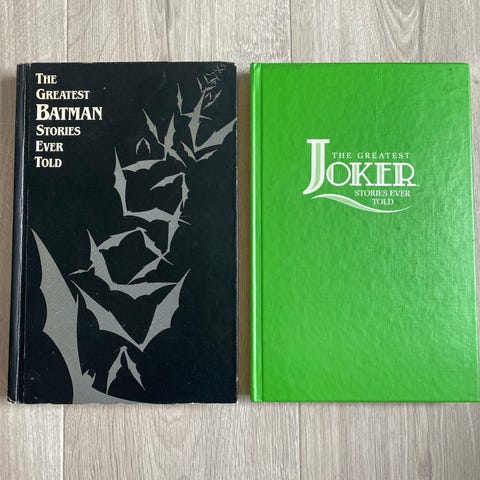 THE
GREATEST
BATMAN
STORIES
EVER
TOLD
THE GREATEST
JOKER
STORIES EVER
TOLD